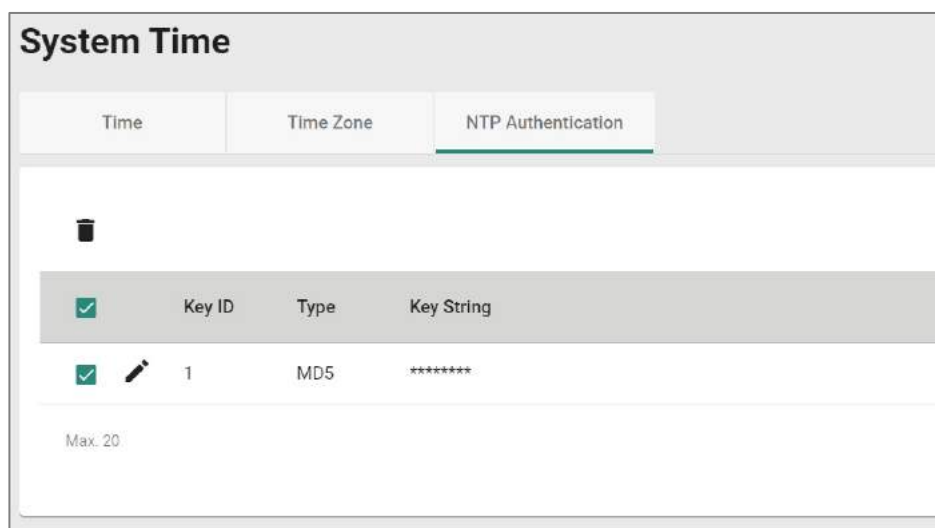 System Time
Time Time Zone NTP Authentication
Key ID Type Key String
1 MD5 ********
Max. 20